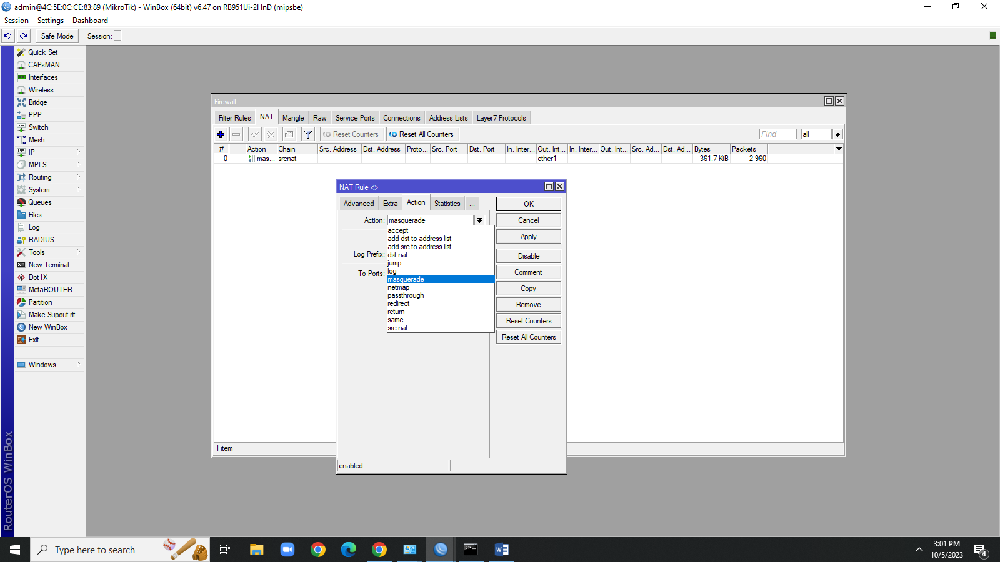 admin@4C:5E:0C:CE:83:89 (MikroTik) - WinBox (64bit) v6.47 on RB951Ui-2HnD (mipsbe)
Session Settings Dashboard
Safe Mode Session:
Quick Set
CAPsMAN
Interfaces
Wireless
Bridge
PPP
Switch
Mesh
IP
MPLS
Routing
System
Queues
Files
Log
RADIUS
Tools
New Terminal
Dot1X
MetaROUTER
Partition
Make Supout.rif
New WinBox
Exit
Windows
RouterOS WinBox
Firewall
Filter Rules NAT Mangle Raw Service Ports Connections Address Lists Layer7 Protocols
Reset Counters Reset All Counters Find all
# Action Chain Src. Address Dst. Address Proto... Src. Port Dst. Port In. Inter... Out. Int... In. Inter... Out. Int... Src. Ad... Dst. Ad... Bytes Packets
0 mas... srcnat ether1 361.7 KiB 2 960
1 item
NAT Rule <>
Advanced Extra Action Statistics ...
Action: masquerade
accept
add dst to address list
add src to address list
Log Prefix:
dst-nat
jump
log
To Ports:
masquerade
netmap
passthrough
redirect
return
same
src-nat
OK
Cancel
Apply
Disable
Comment
Copy
Remove
Reset Counters
Reset All Counters
enabled
Type here to search
3:01 PM
10/5/2023
4